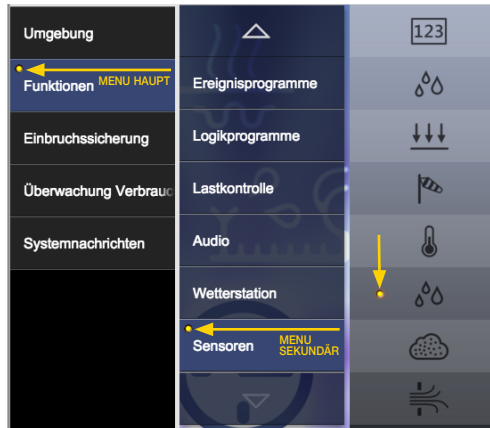 Umgebung
Funktionen
MENU HAUPT
Einbruchssicherung
Überwachung Verbrauc
Systemnachrichten
Ereignisprogramme
Logikprogramme
Lastkontrolle
Audio
Wetterstation
Sensoren
MENU
SEKUNDÄR
123